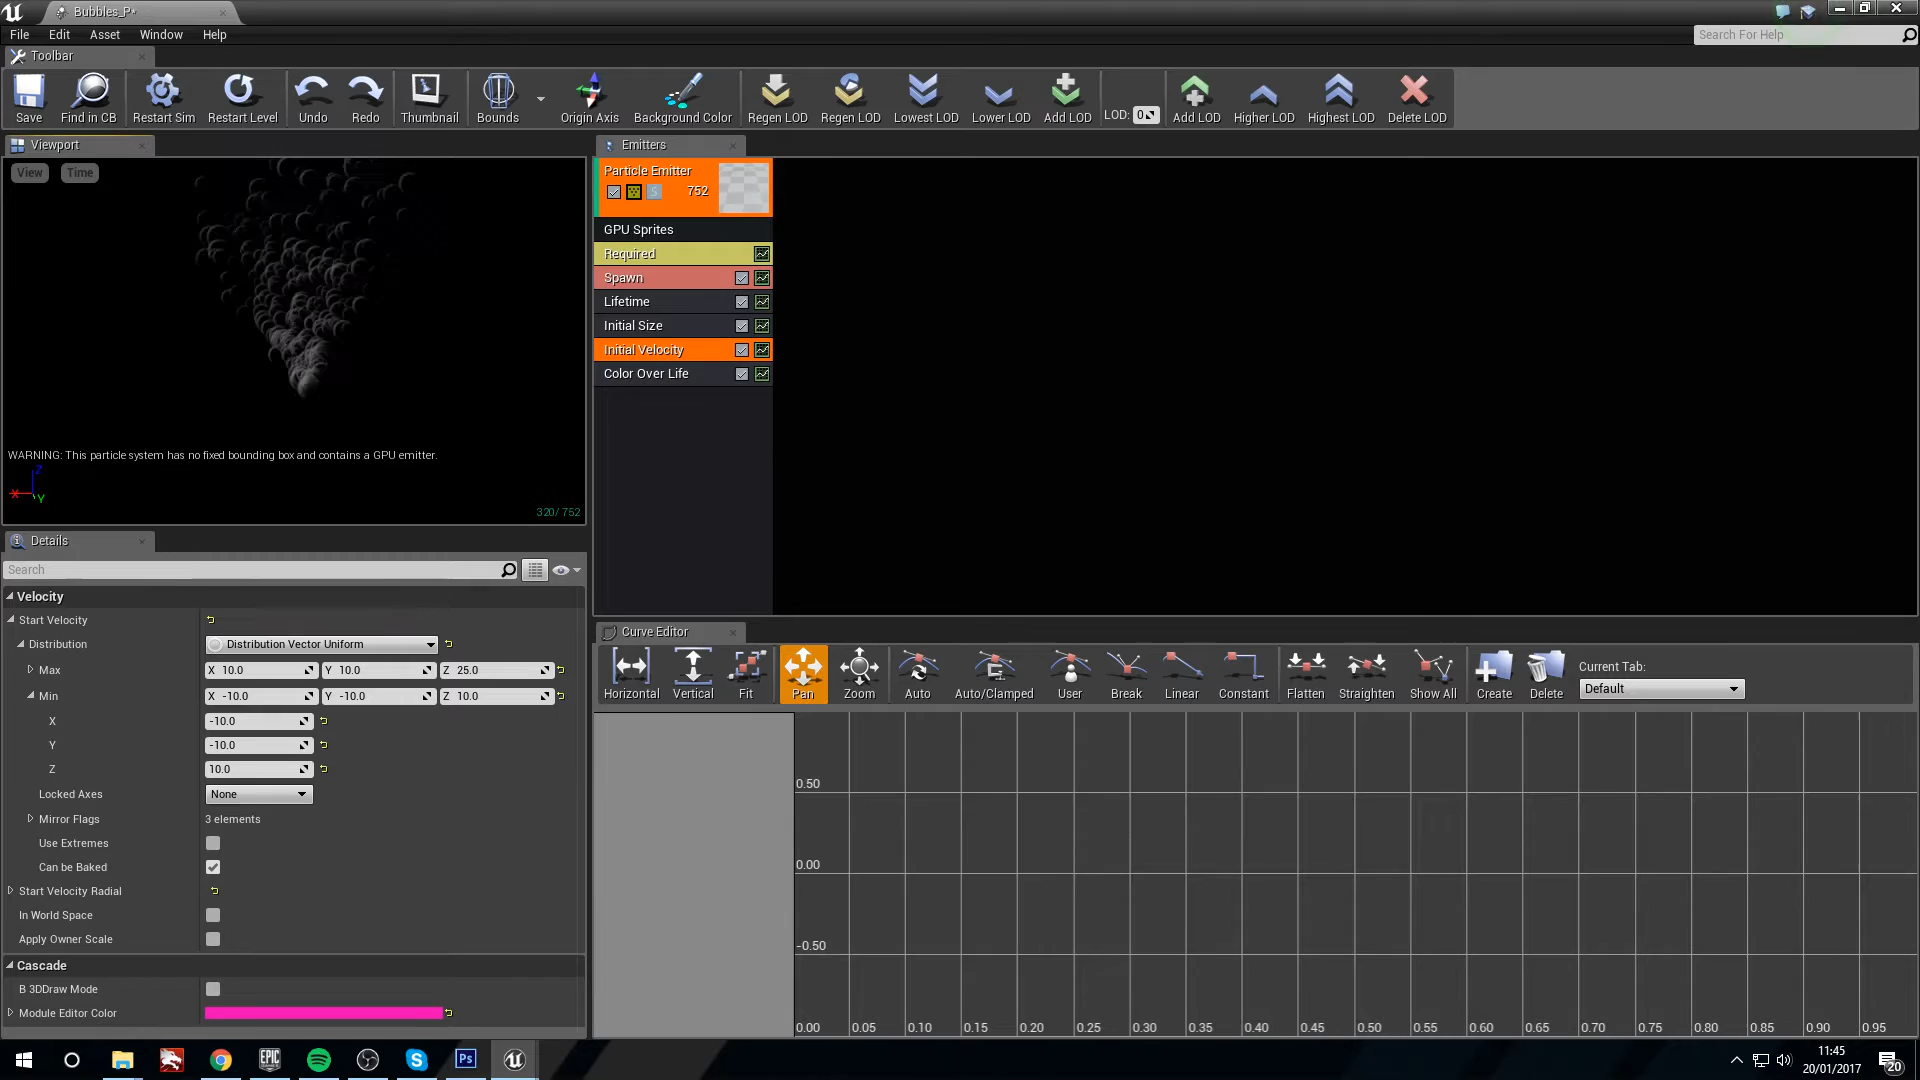 Bubbles_P*
File Edit Asset Window Help
Search For Help
Toolbar
Save Find in CB Restart Sim Restart Level Undo Redo Thumbnail Bounds Origin Axis Background Color Regen LOD Regen LOD Lowest LOD Lower LOD Add LOD LOD: 0 Add LOD Higher LOD Highest LOD Delete LOD
Viewport
View Time
WARNING: This particle system has no fixed bounding box and contains a GPU emitter.
Z
X Y
320/ 752
Emitters
Particle Emitter
S 752
GPU Sprites
Required
Spawn
Lifetime
Initial Size
Initial Velocity
Color Over Life
Details
Search
Velocity
Start Velocity
Distribution Distribution Vector Uniform
Max X 10.0 Y 10.0 Z 25.0
Min X -10.0 Y -10.0 Z 10.0
X -10.0
Y -10.0
Z 10.0
Locked Axes None
Mirror Flags 3 elements
Use Extremes
Can be Baked
Start Velocity Radial
In World Space
Apply Owner Scale
Cascade
B 3DDraw Mode
Module Editor Color
Curve Editor
Horizontal Vertical Fit Pan Zoom Auto Auto/Clamped User Break Linear Constant Flatten Straighten Show All Create Delete
Current Tab:
Default
0.50
0.00
-0.50
0.00 0.05 0.10 0.15 0.20 0.25 0.30 0.35 0.40 0.45 0.50 0.55 0.60 0.65 0.70 0.75 0.80 0.85 0.90 0.95
EPIC
GAMES
Ps
11:45
20/01/2017
20